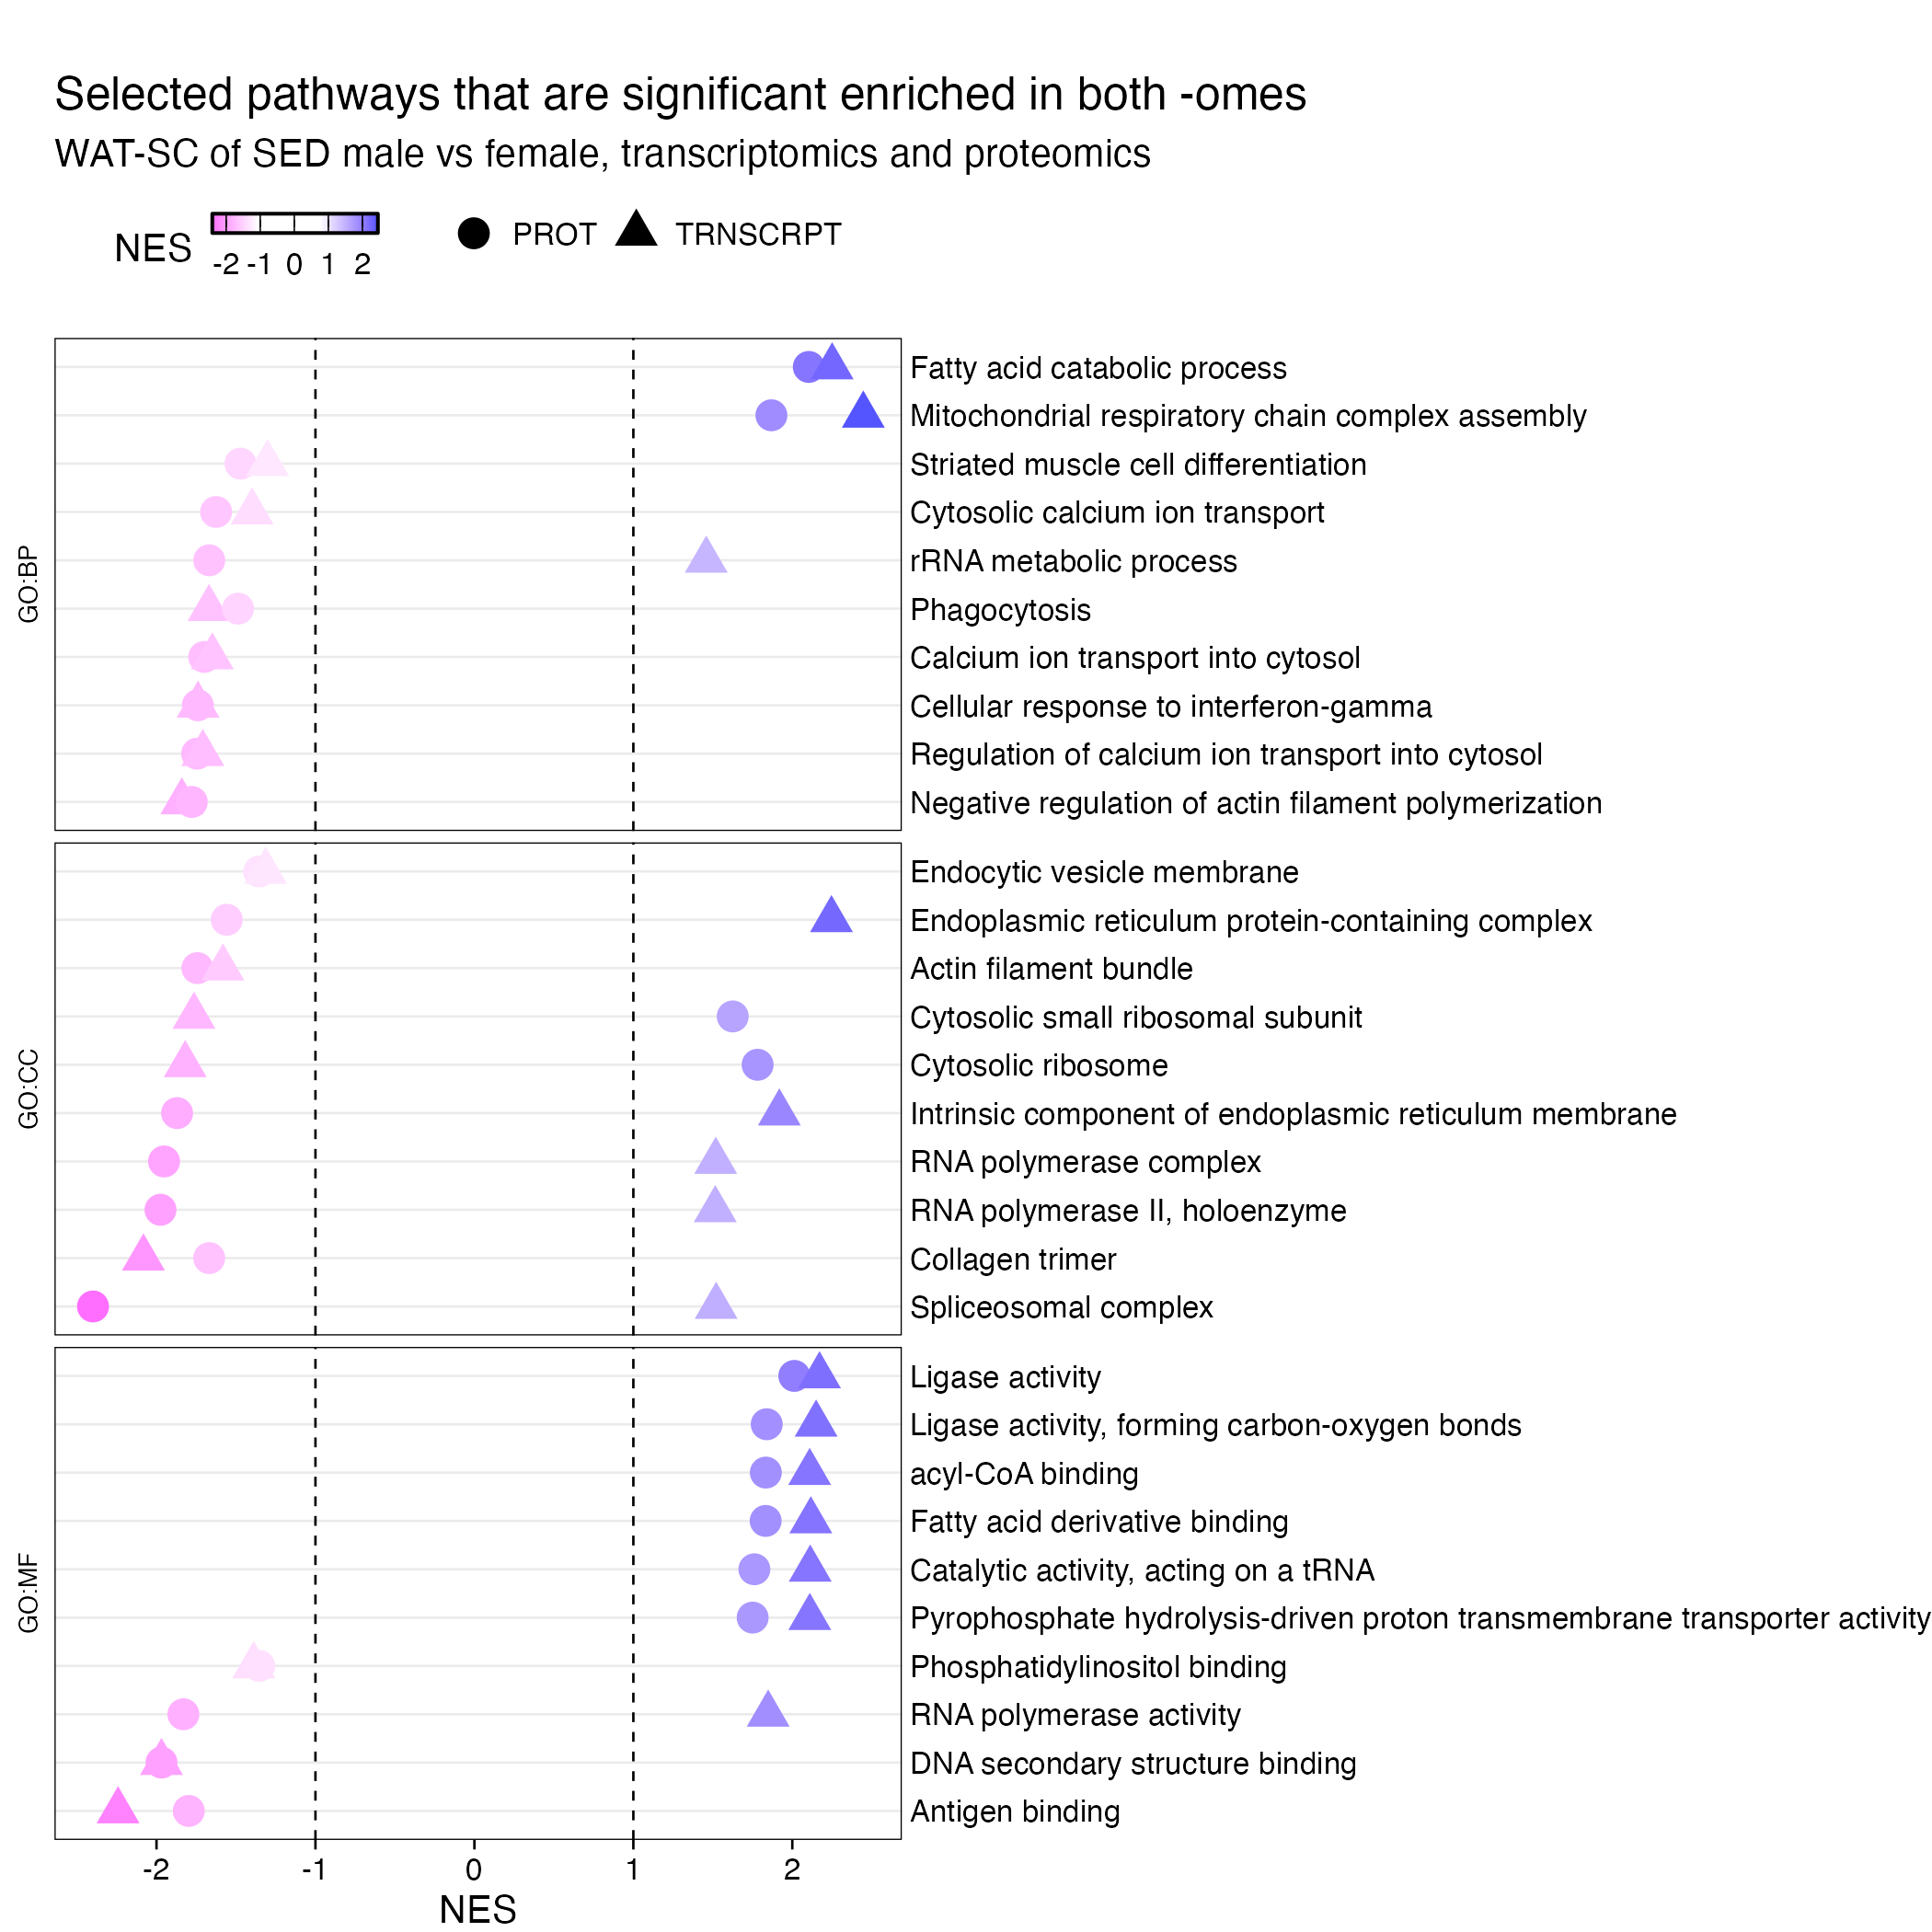 Selected pathways that are significant enriched in both -omes
WAT-SC of SED male vs female, transcriptomics and proteomics
NES
-2 -1 0 1 2
PROT
TRNSCRPT
GO:BP
Fatty acid catabolic process
Mitochondrial respiratory chain complex assembly
Striated muscle cell differentiation
Cytosolic calcium ion transport
rRNA metabolic process
Phagocytosis
Calcium ion transport into cytosol
Cellular response to interferon-gamma
Regulation of calcium ion transport into cytosol
Negative regulation of actin filament polymerization
GO:CC
Endocytic vesicle membrane
Endoplasmic reticulum protein-containing complex
Actin filament bundle
Cytosolic small ribosomal subunit
Cytosolic ribosome
Intrinsic component of endoplasmic reticulum membrane
RNA polymerase complex
RNA polymerase II, holoenzyme
Collagen trimer
Spliceosomal complex
GO:MF
Ligase activity
Ligase activity, forming carbon-oxygen bonds
acyl-CoA binding
Fatty acid derivative binding
Catalytic activity, acting on a tRNA
Pyrophosphate hydrolysis-driven proton transmembrane transporter activity
Phosphatidylinositol binding
RNA polymerase activity
DNA secondary structure binding
Antigen binding
-2 -1 0 1 2
NES